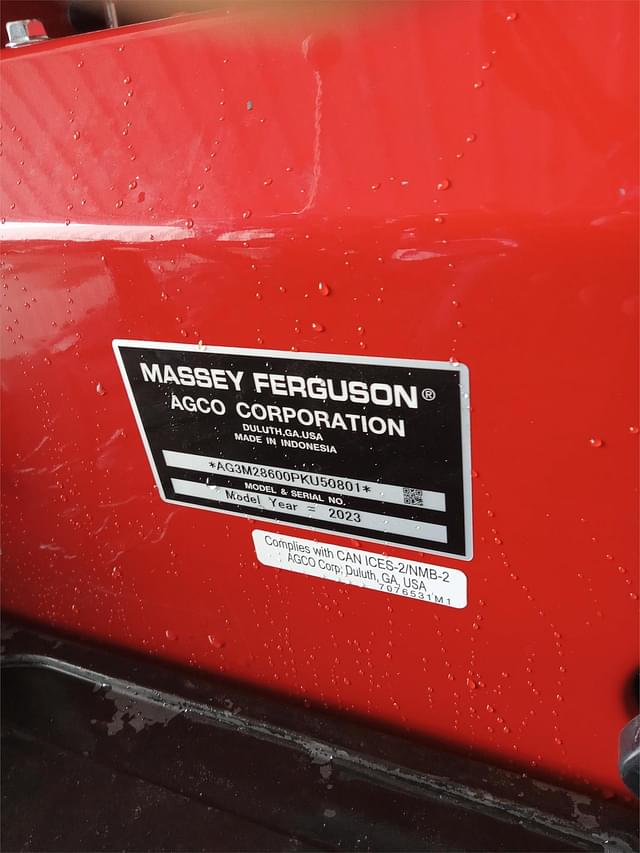 MASSEY FERGUSON®
AGCO CORPORATION
DULUTH,GA.USA
MADE IN INDONESIA
*AG3M28600PKU50801*
MODEL & SERIAL NO.
Model Year = 2023
Complies with CAN ICES-2/NMB-2
AGCO Corp; Duluth, GA, USA
7076531M1